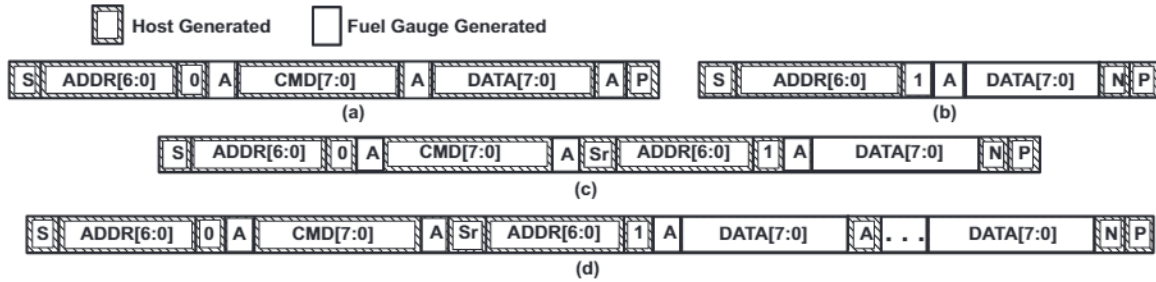 Host Generated Fuel Gauge Generated
S ADDR[6:0] 0 A CMD[7:0] A DATA[7:0] A P S ADDR[6:0] 1 A DATA[7:0] N P
(a) (b)
S ADDR[6:0] 0 A CMD[7:0] A Sr ADDR[6:0] 1 A DATA[7:0] N P
(c)
S ADDR[6:0] 0 A CMD[7:0] A Sr ADDR[6:0] 1 A DATA[7:0] A ... DATA[7:0] N P
(d)